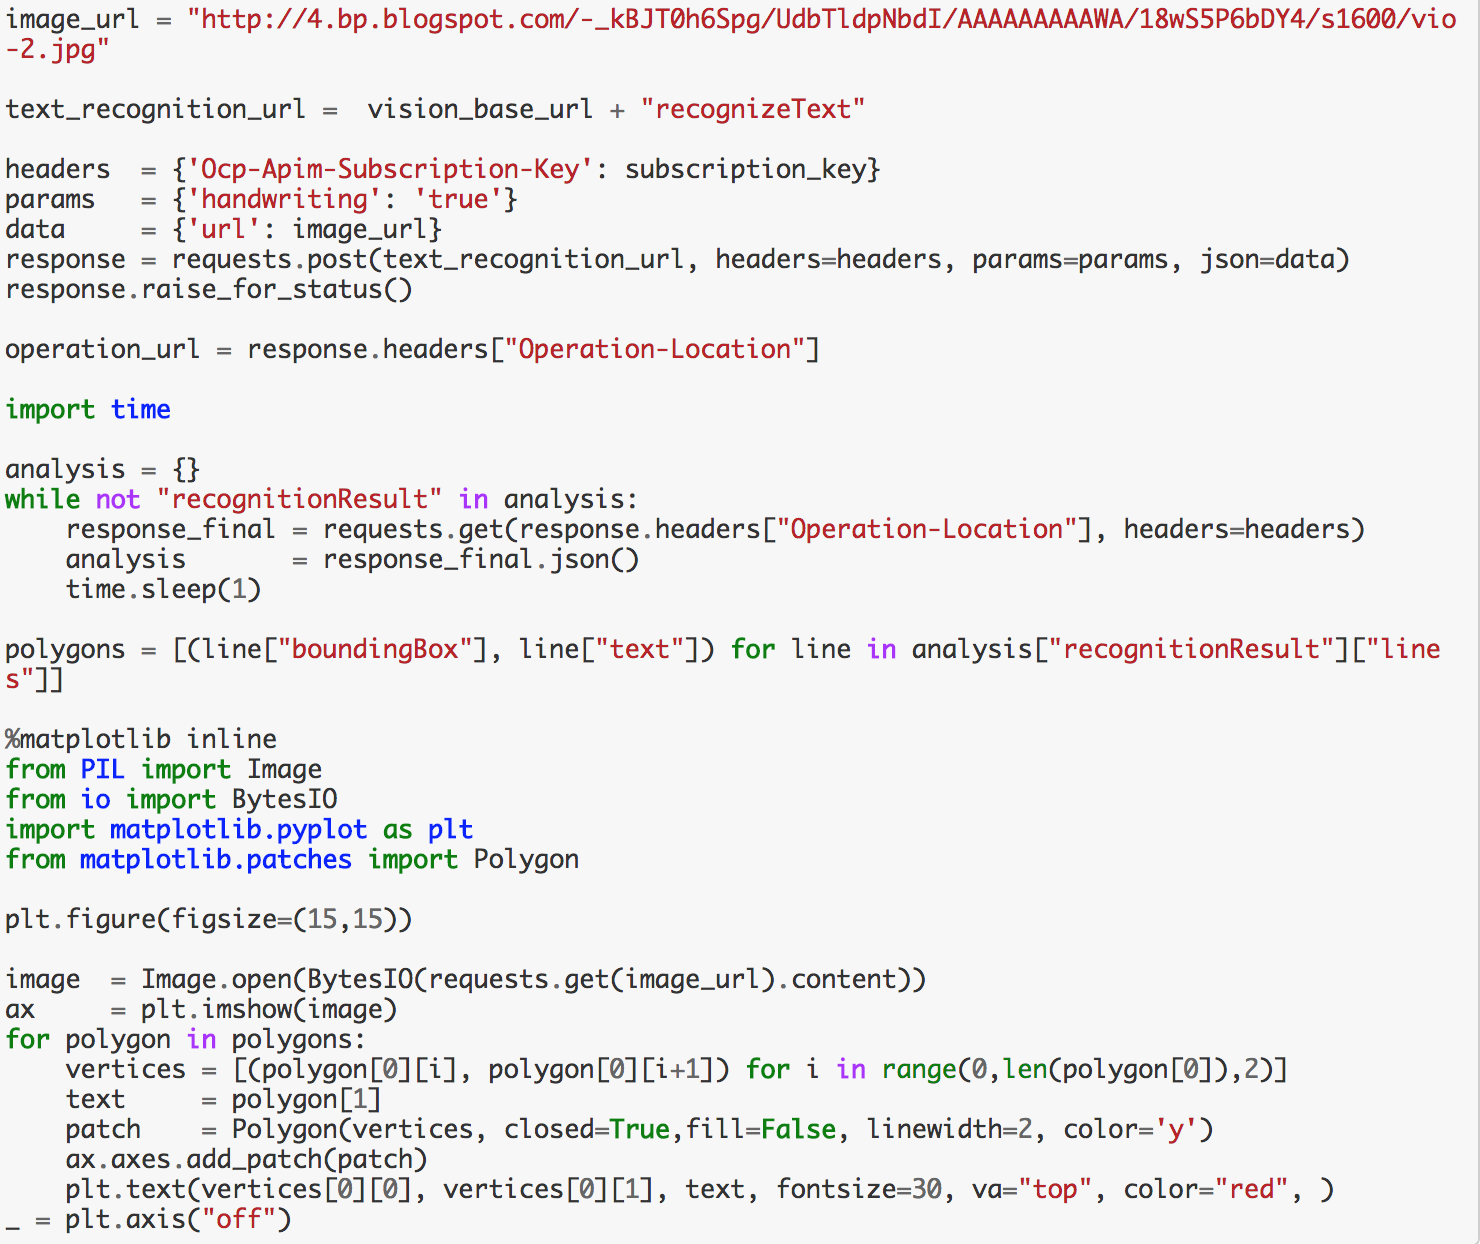 image_url = "http://4.bp.blogspot.com/-_kBJT0h6Spg/UdbTldpNbdI/AAAAAAAAAWA/18wS5P6bDY4/s1600/vio
-2.jpg"
text_recognition_url =  vision_base_url + "recognizeText"
headers  = {'Ocp-Apim-Subscription-Key': subscription_key}
params   = {'handwriting': 'true'}
data     = {'url': image_url}
response = requests.post(text_recognition_url, headers=headers, params=params, json=data)
response.raise_for_status()
operation_url = response.headers["Operation-Location"]
import time
analysis = {}
while not "recognitionResult" in analysis:
    response_final = requests.get(response.headers["Operation-Location"], headers=headers)
    analysis       = response_final.json()
    time.sleep(1)
polygons = [(line["boundingBox"], line["text"]) for line in analysis["recognitionResult"]["line
s"]]
%matplotlib inline
from PIL import Image
from io import BytesIO
import matplotlib.pyplot as plt
from matplotlib.patches import Polygon
plt.figure(figsize=(15,15))
image  = Image.open(BytesIO(requests.get(image_url).content))
ax     = plt.imshow(image)
for polygon in polygons:
    vertices = [(polygon[0][i], polygon[0][i+1]) for i in range(0,len(polygon[0]),2)]
    text     = polygon[1]
    patch    = Polygon(vertices, closed=True,fill=False, linewidth=2, color='y')
    ax.axes.add_patch(patch)
    plt.text(vertices[0][0], vertices[0][1], text, fontsize=30, va="top", color="red", )
_ = plt.axis("off")